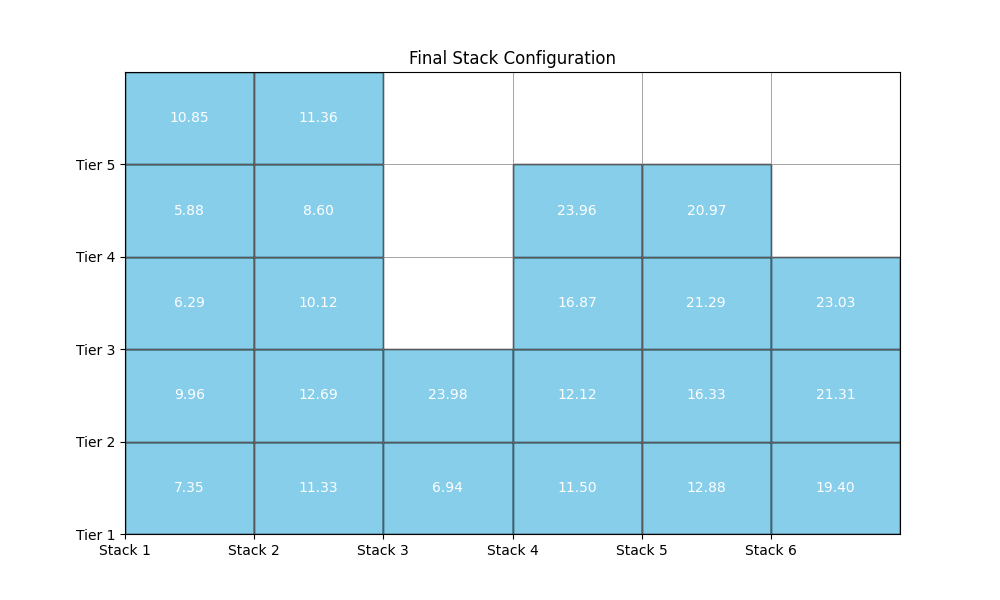 Final Stack Configuration
10.85 11.36
Tier 5
5.88 8.60 23.96 20.97
Tier 4
6.29 10.12 16.87 21.29 23.03
Tier 3
9.96 12.69 23.98 12.12 16.33 21.31
Tier 2
7.35 11.33 6.94 11.50 12.88 19.40
Tier 1
Stack 1 Stack 2 Stack 3 Stack 4 Stack 5 Stack 6